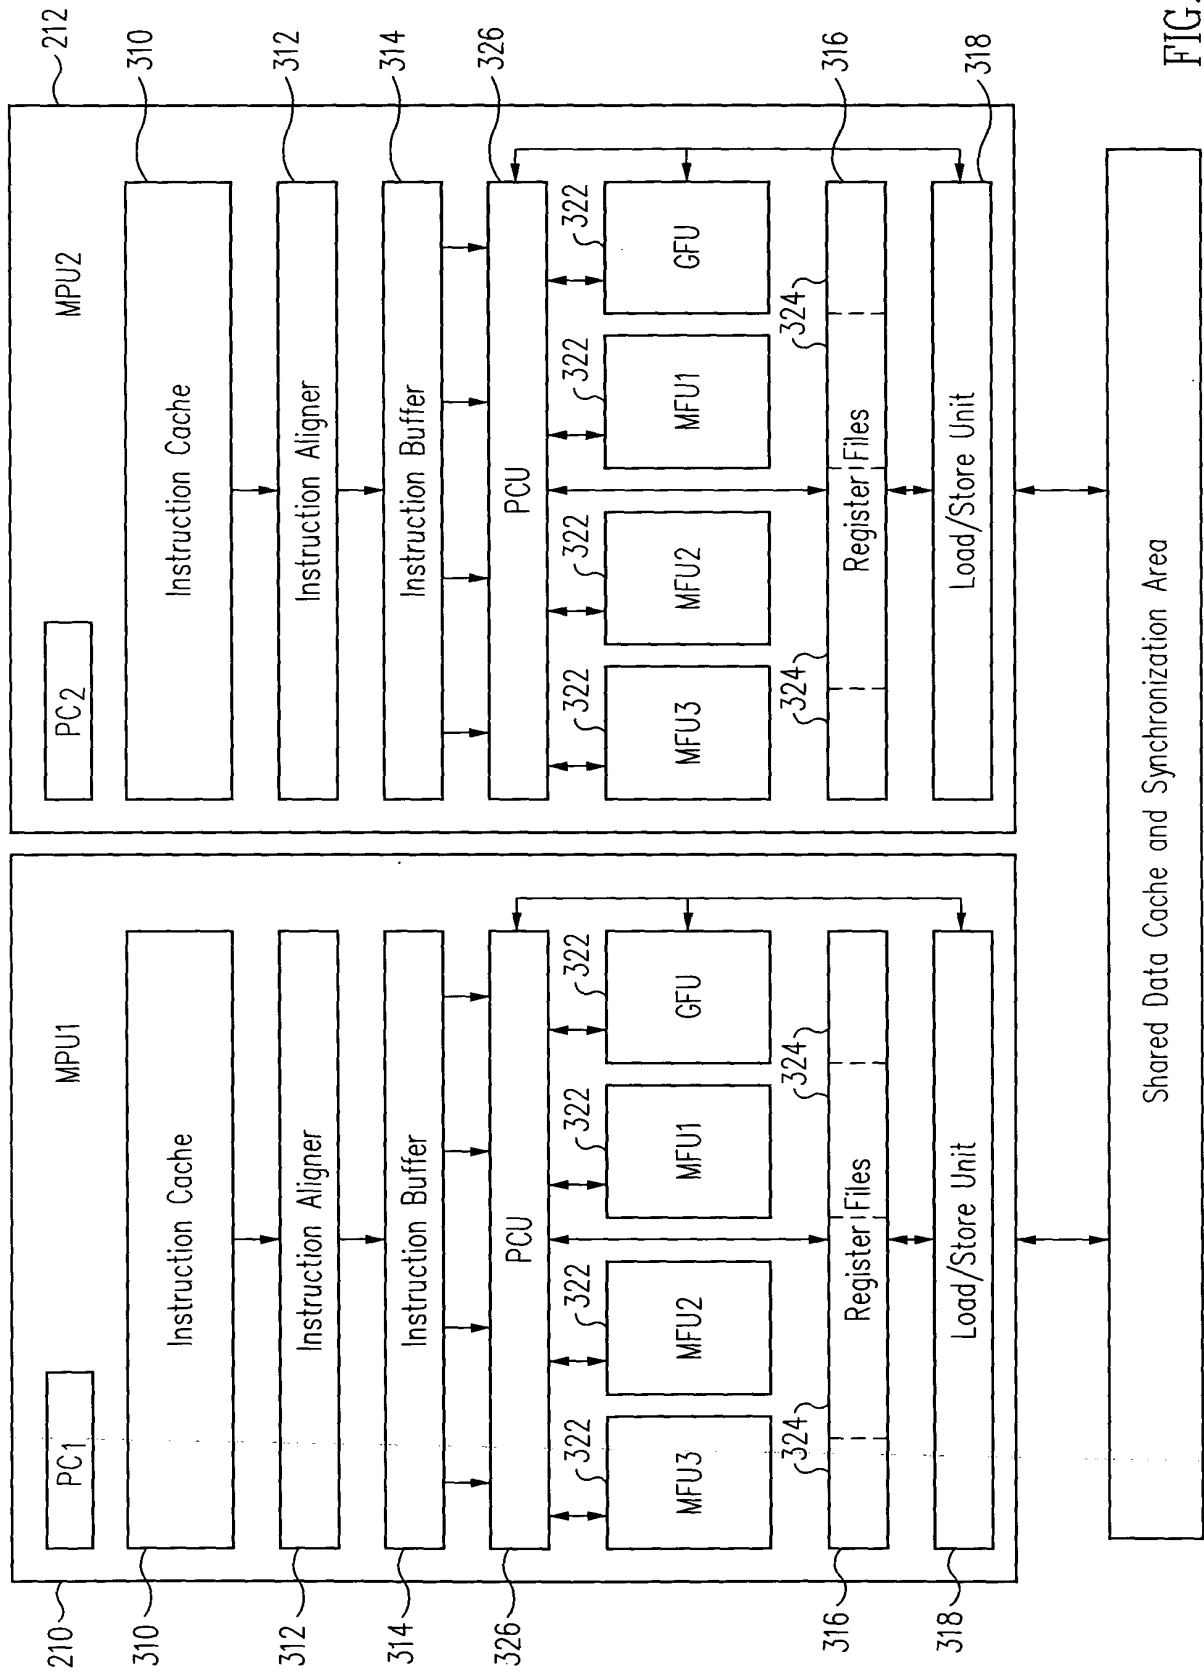 210
MPU1
PC1
310
Instruction Cache
312
Instruction Aligner
314
Instruction Buffer
326
PCU
322
322
322
322
MFU3
MFU2
MFU1
GFU
324
324
316
Register Files
318
Load/Store Unit
212
MPU2
PC2
310
Instruction Cache
312
Instruction Aligner
314
Instruction Buffer
326
PCU
322
322
322
322
MFU3
MFU2
MFU1
GFU
324
324
316
Register Files
318
Load/Store Unit
Shared Data Cache and Synchronization Area
FIG.